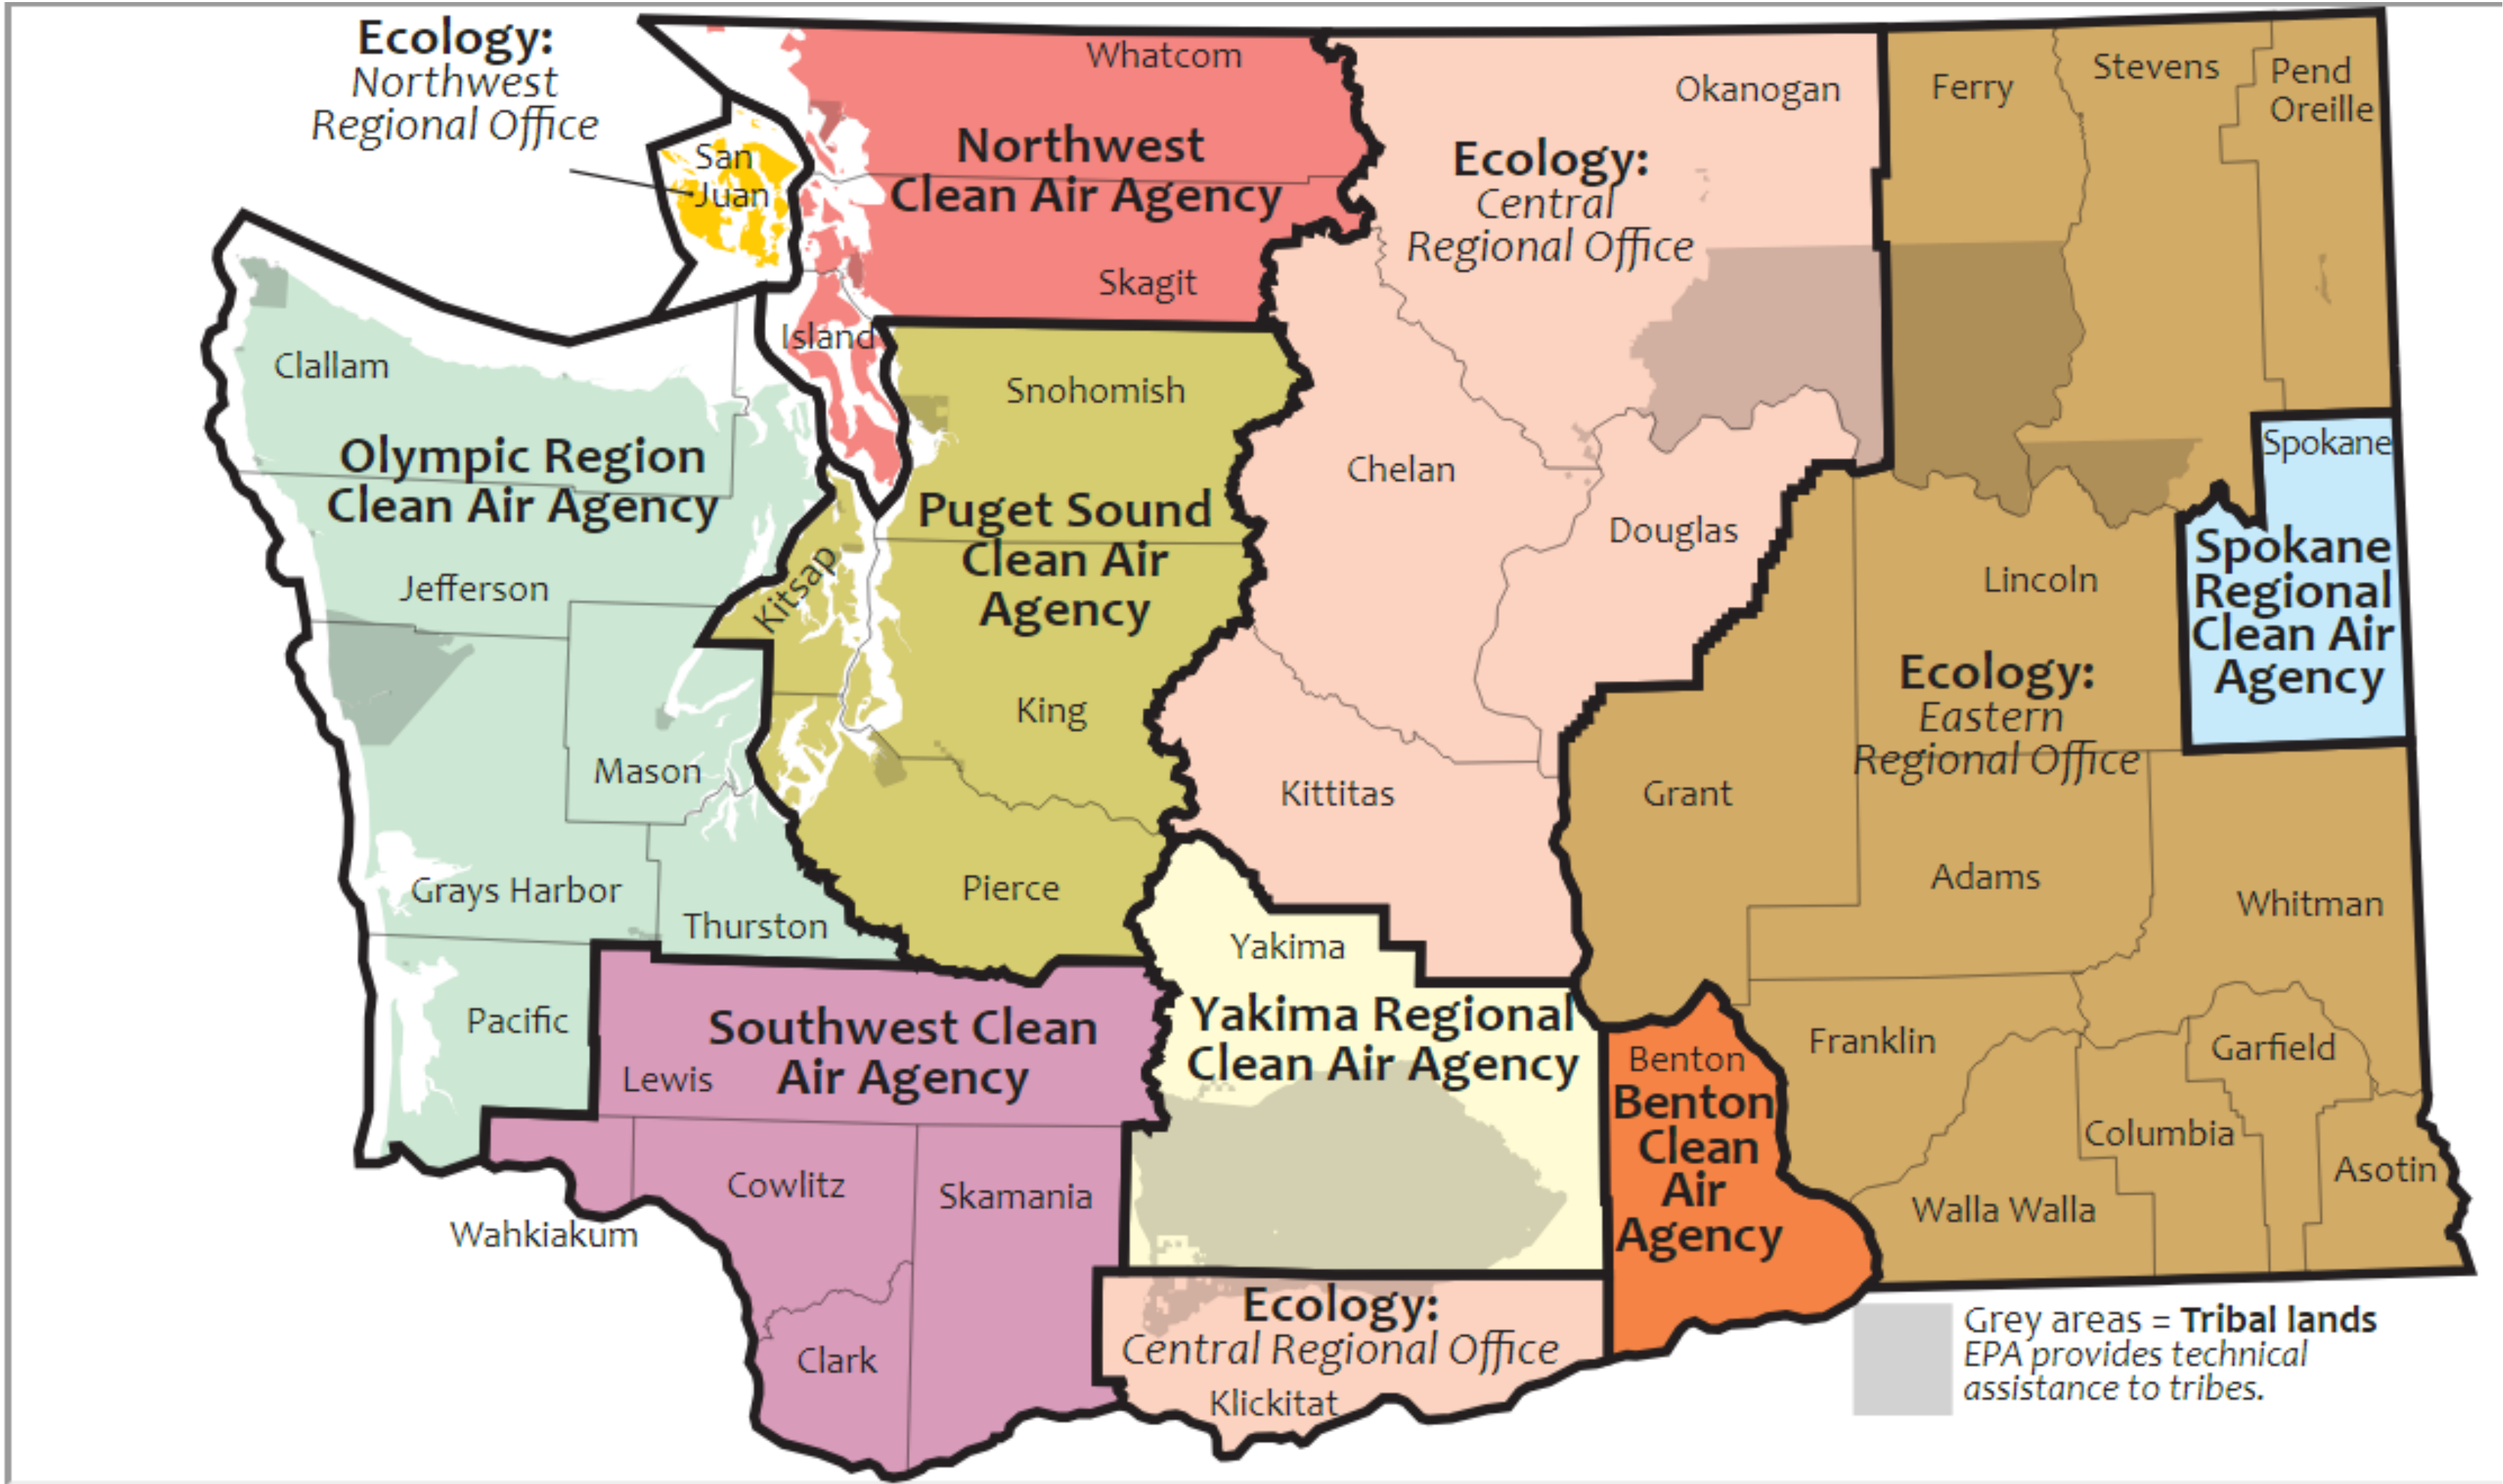 Ecology:
Northwest
Regional Office
San
Juan
Whatcom
Northwest
Clean Air Agency
Skagit
Island
Okanogan
Ecology:
Central
Regional Office
Chelan
Douglas
Kittitas
Ferry
Stevens
Pend
Oreille
Spokane
Spokane
Regional
Clean Air
Agency
Lincoln
Ecology:
Eastern
Regional Office
Grant
Adams
Whitman
Franklin
Garfield
Columbia
Asotin
Walla Walla
Clallam
Olympic Region
Clean Air Agency
Jefferson
Mason
Grays Harbor
Thurston
Pacific
Snohomish
Puget Sound
Clean Air
Agency
Kitsap
King
Pierce
Yakima
Yakima Regional
Clean Air Agency
Benton
Benton
Clean
Air
Agency
Southwest Clean
Air Agency
Lewis
Cowlitz
Skamania
Wahkiakum
Clark
Ecology:
Central Regional Office
Klickitat
Grey areas = Tribal lands
EPA provides technical
assistance to tribes.